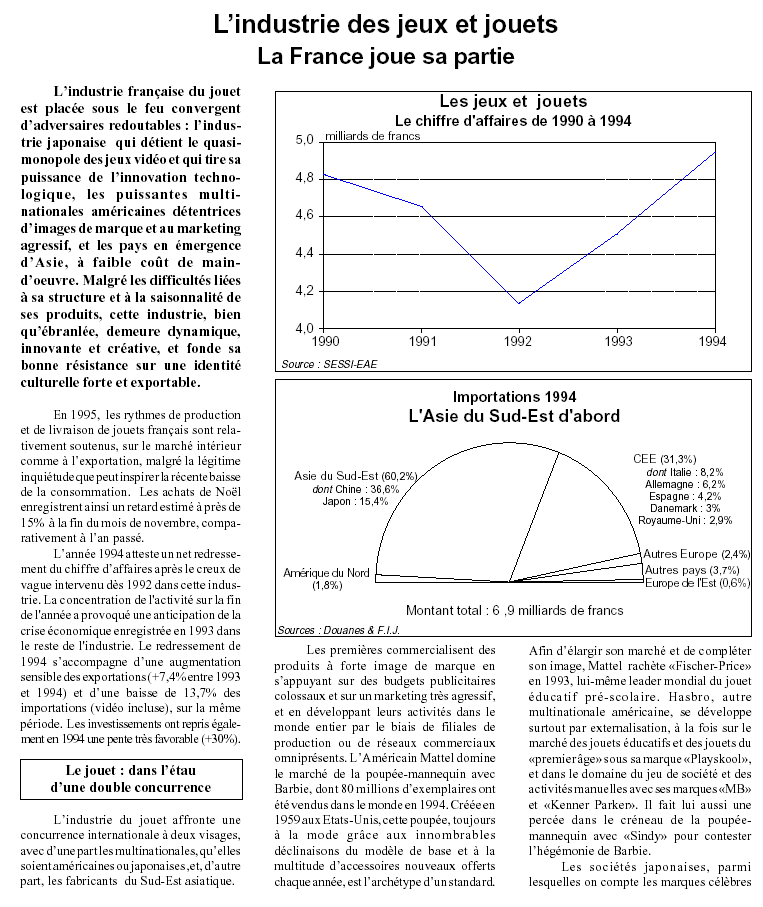 L'industrie des jeux et jouets
La France joue sa partie
L'industrie française du jouet
est placée sous le feu convergent
d'adversaires redoutables : l'indus-
trie japonaise qui détient le quasi-
monopole des jeux vidéo et qui tire sa
puissance de l'innovation techno-
logique, les puissantes multi-
nationales américaines détentrices
d'images de marque et au marketing
agressif, et les pays en émergence
d'Asie, à faible coût de main-
d'oeuvre. Malgré les difficultés liées
à sa structure et à la saisonnalité de
ses produits, cette industrie, bien
qu'ébranlée, demeure dynamique,
innovante et créative, et fonde sa
bonne résistance sur une identité
culturelle forte et exportable.
En 1995, les rythmes de production
et de livraison de jouets français sont rela-
tivement soutenus, sur le marché intérieur
comme à l'exportation, malgré la légitime
inquiétude que peut inspirer la récente baisse
de la consommation. Les achats de Noël
enregistrent ainsi un retard estimé à près de
15% à la fin du mois de novembre, compa-
rativement à l'an passé.
L'année 1994 atteste un net redresse-
ment du chiffre d'affaires après le creux de
vague intervenu dès 1992 dans cette indus-
trie. La concentration de l'activité sur la fin
de l'année a provoqué une anticipation de la
crise économique enregistrée en 1993 dans
le reste de l'industrie. Le redressement de
1994 s'accompagne d'une augmentation
sensible des exportations (+7,4% entre 1993
et 1994) et d'une baisse de 13,7% des
importations (vidéo incluse), sur la même
période. Les investissements ont repris égale-
ment en 1994 une pente très favorable (+30%).
Le jouet : dans l'étau
d'une double concurrence
L'industrie du jouet affronte une
concurrence internationale à deux visages,
avec d'une part les multinationales, qu'elles
soient américaines ou japonaises ,et, d'autre
part, les fabricants du Sud-Est asiatique.
Les jeux et jouets
Le chiffre d'affaires de 1990 à 1994
milliards de francs
5,0
4,8
4,6
4,4
4,2
4,0
1990 1991 1992 1993 1994
Source : SESSI-EAE
Importations 1994
L'Asie du Sud-Est d'abord
Asie du Sud-Est (60,2%)
dont Chine : 36,6%
Japon : 15,4%
Amérique du Nord
(1,8%)
CEE (31,3%)
dont Italie : 8,2%
Allemagne : 6,2%
Espagne : 4,2%
Danemark : 3%
Royaume-Uni : 2,9%
Autres Europe (2,4%)
Autres pays (3,7%)
Europe de l'Est (0,6%)
Montant total : 6 ,9 milliards de francs
Sources : Douanes & F.I.J.
Les premières commercialisent des
produits à forte image de marque en
s'appuyant sur des budgets publicitaires
colossaux et sur un marketing très agressif,
et en développant leurs activités dans le
monde entier par le biais de filiales de
production ou de réseaux commerciaux
omniprésents. L'Américain Mattel domine
le marché de la poupée-mannequin avec
Barbie, dont 80 millions d'exemplaires ont
été vendus dans le monde en 1994. Créée en
1959 aux Etats-Unis, cette poupée, toujours
à la mode grâce aux innombrables
déclinaisons du modèle de base et à la
multitude d'accessoires nouveaux offerts
chaque année, est l'archétype d'un standard.
Afin d'élargir son marché et de compléter
son image, Mattel rachète «Fischer-Price»
en 1993, lui-même leader mondial du jouet
éducatif pré-scolaire. Hasbro, autre
multinationale américaine, se développe
surtout par externalisation, à la fois sur le
marché des jouets éducatifs et des jouets du
«premier âge» sous sa marque «Playskool»,
et dans le domaine du jeu de société et des
activités manuelles avec ses marques «MB»
et «Kenner Parker». Il fait lui aussi une
percée dans le créneau de la poupée-
mannequin avec «Sindy» pour contester
l'hégémonie de Barbie.
Les sociétés japonaises, parmi
lesquelles on compte les marques célèbres